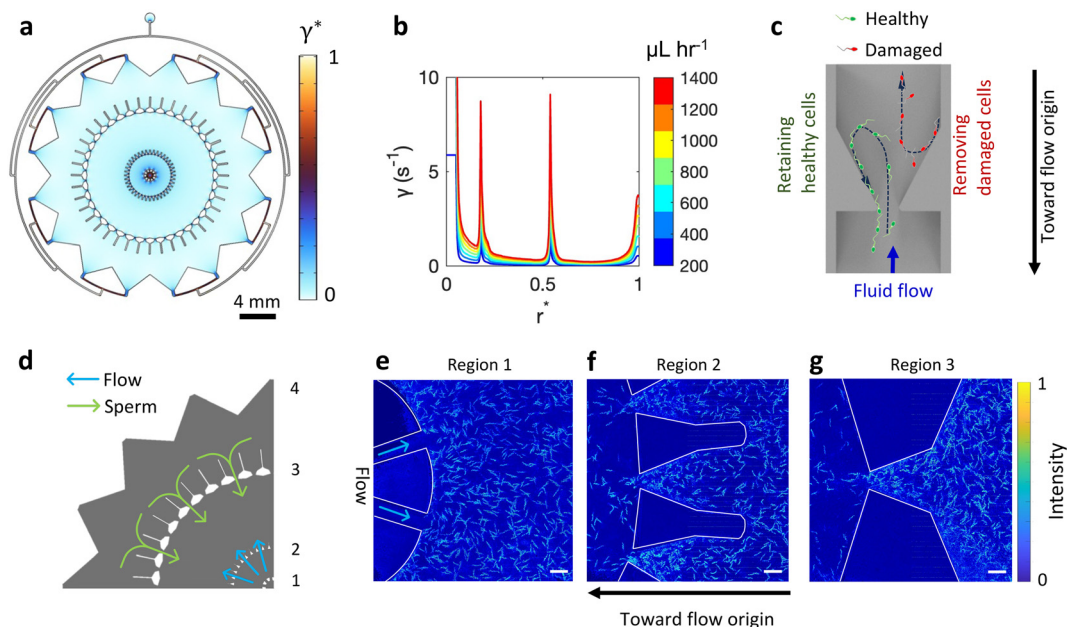 a
γ*
1
0
4 mm
b
μL hr⁻¹
10
5
0
γ (s⁻¹)
0
0.5
1
r*
1400
1200
1000
800
600
400
200
c
Healthy
Damaged
Retaining
healthy cells
Removing
damaged cells
Toward flow origin
Fluid flow
d
Flow
Sperm
4
3
2
1
e
Region 1
Flow
f
Region 2
g
Region 3
1
Intensity
0
Toward flow origin